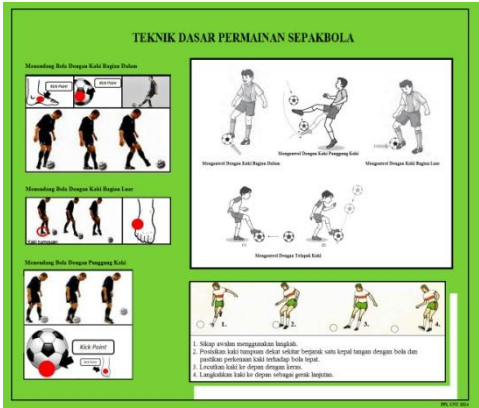 TEKNIK DASAR PERMAINAN SEPAKBOLA
Menendang Bola Dengan Kaki Bagian Dalam
Kick Point
Kick Point
Menendang Bola Dengan Kaki Bagian Luar
Kaki tumpuan
Menendang Bola Dengan Punggung Kaki
Kick Point
Mengontrol Dengan Kaki Bagian Dalam
Mengontrol Dengan Kaki Punggung Kaki
Mengontrol Dengan Kaki Bagian Luar
Mengontrol Dengan Telapak Kaki
1.
2.
3.
4.
1. Sikap awalan menggunakan langkah.
2. Posisikan kaki tumpuan dekat sekitar berjarak satu kepal tangan dengan bola dan
pastikan perkenaan kaki terhadap bola tepat.
3. Lecutkan kaki ke depan dengan keras.
4. Langkahkan kaki ke depan sebagai gerak lanjutan.